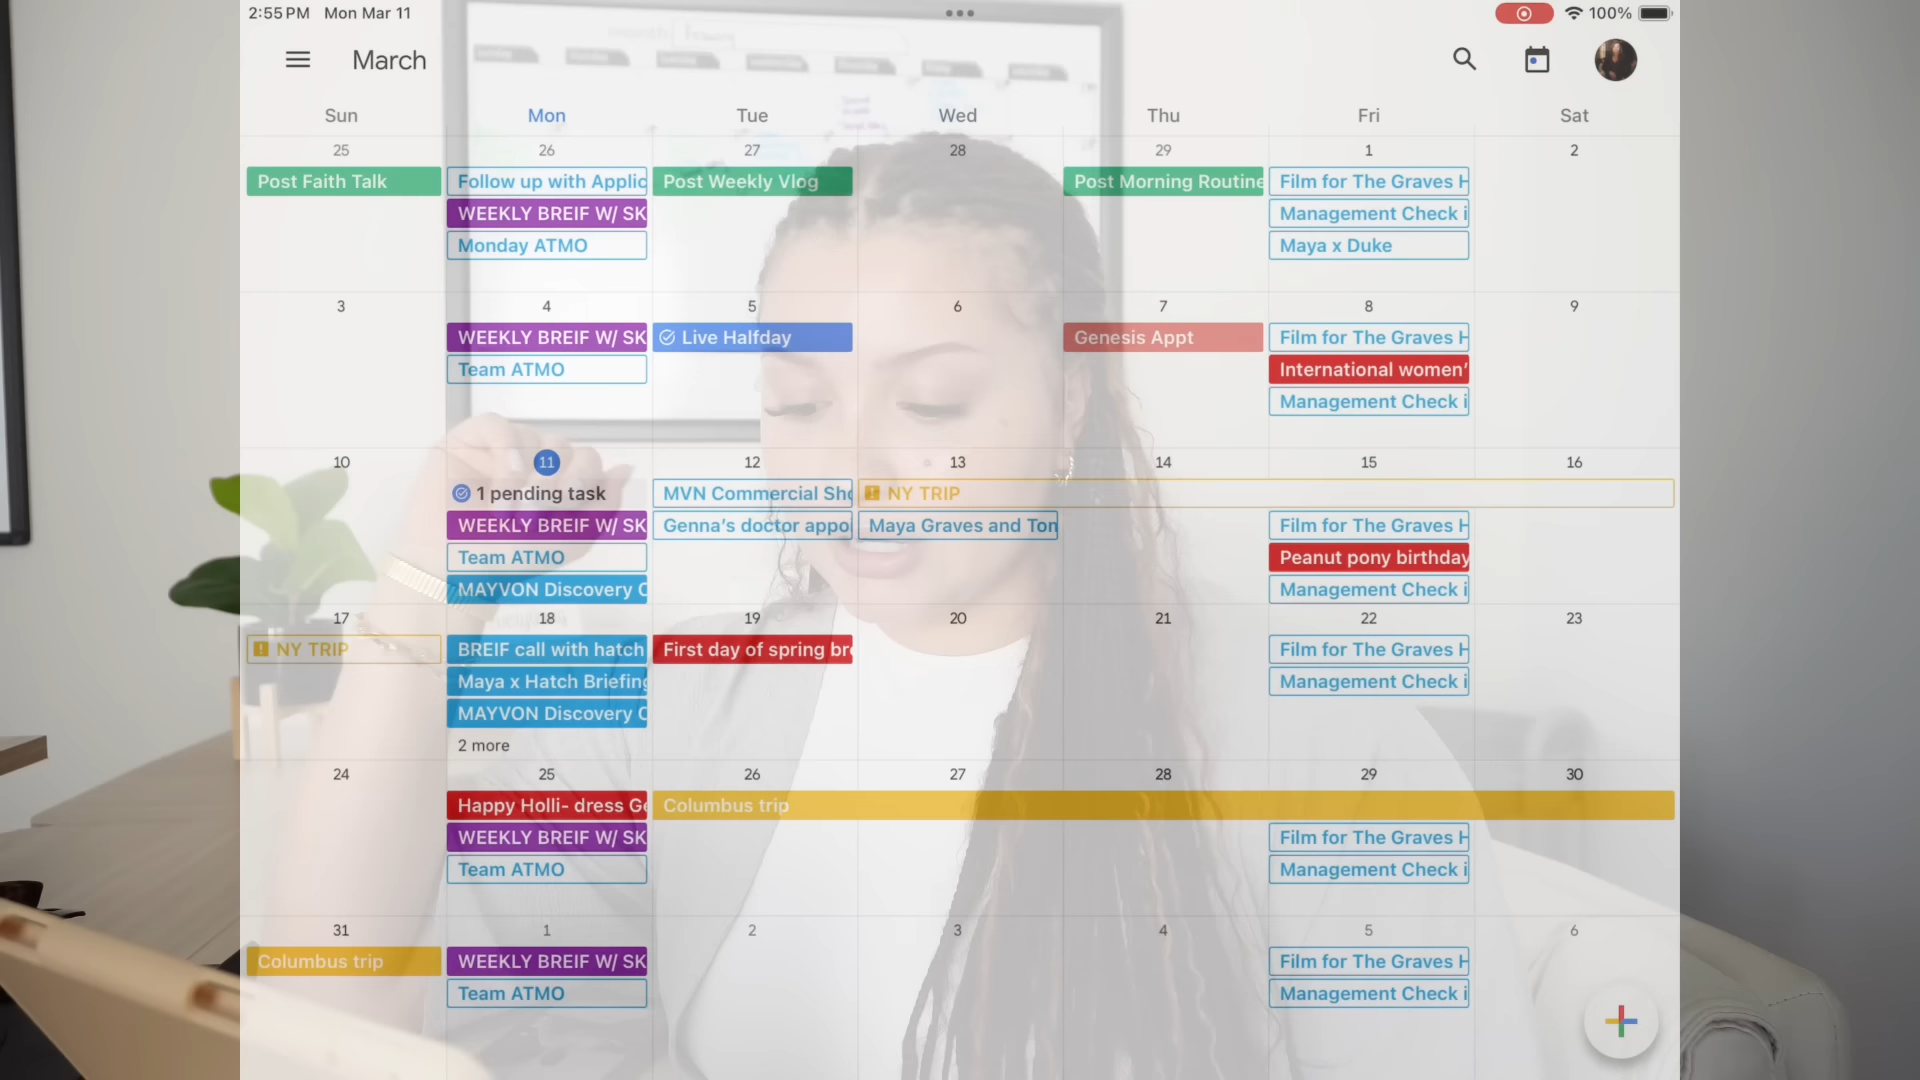 2:55 PM Mon Mar 11
100%
March
Sun Mon Tue Wed Thu Fri Sat
25 26 27 28 29 1 2
Post Faith Talk
Follow up with Applic
WEEKLY BREIF W/ SK
Monday ATMO
Post Weekly Vlog
Post Morning Routine
Film for The Graves H
Management Check i
Maya x Duke
3 4 5 6 7 8 9
WEEKLY BREIF W/ SK
Team ATMO
Live Halfday
Genesis Appt
Film for The Graves H
International women'
Management Check i
10 11 12 13 14 15 16
1 pending task
WEEKLY BREIF W/ SK
Team ATMO
MAYVON Discovery C
MVN Commercial Sho
Genna's doctor appo
NY TRIP
Maya Graves and Ton
Film for The Graves H
Peanut pony birthday
Management Check i
17 18 19 20 21 22 23
NY TRIP
BREIF call with hatch
Maya x Hatch Briefing
MAYVON Discovery C
2 more
First day of spring bre
Film for The Graves H
Management Check i
24 25 26 27 28 29 30
Happy Holli- dress Ge
WEEKLY BREIF W/ SK
Team ATMO
Columbus trip
Film for The Graves H
Management Check i
31 1 2 3 4 5 6
Columbus trip
WEEKLY BREIF W/ SK
Team ATMO
Film for The Graves H
Management Check i